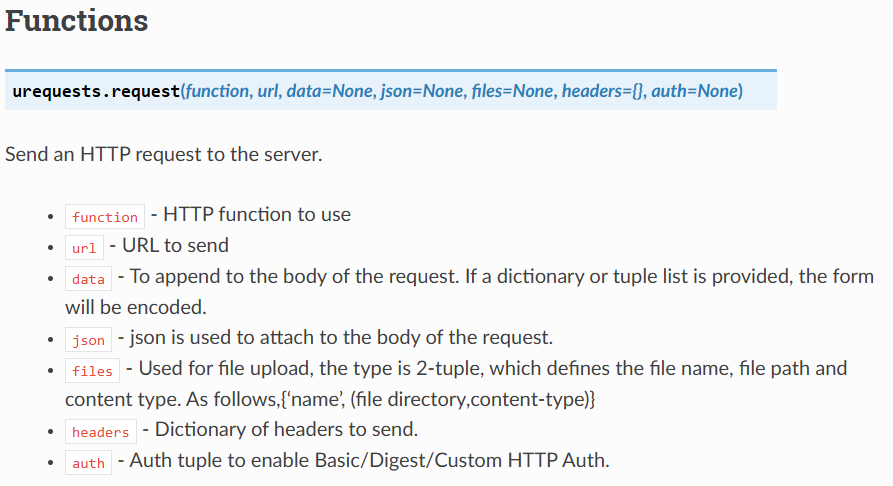 Functions
urequests.request(function, url, data=None, json=None, files=None, headers={}, auth=None)
Send an HTTP request to the server.
• function - HTTP function to use
• url - URL to send
• data - To append to the body of the request. If a dictionary or tuple list is provided, the form
will be encoded.
• json - json is used to attach to the body of the request.
• files - Used for file upload, the type is 2-tuple, which defines the file name, file path and
content type. As follows,{‘name’, (file directory,content-type)}
• headers - Dictionary of headers to send.
• auth - Auth tuple to enable Basic/Digest/Custom HTTP Auth.